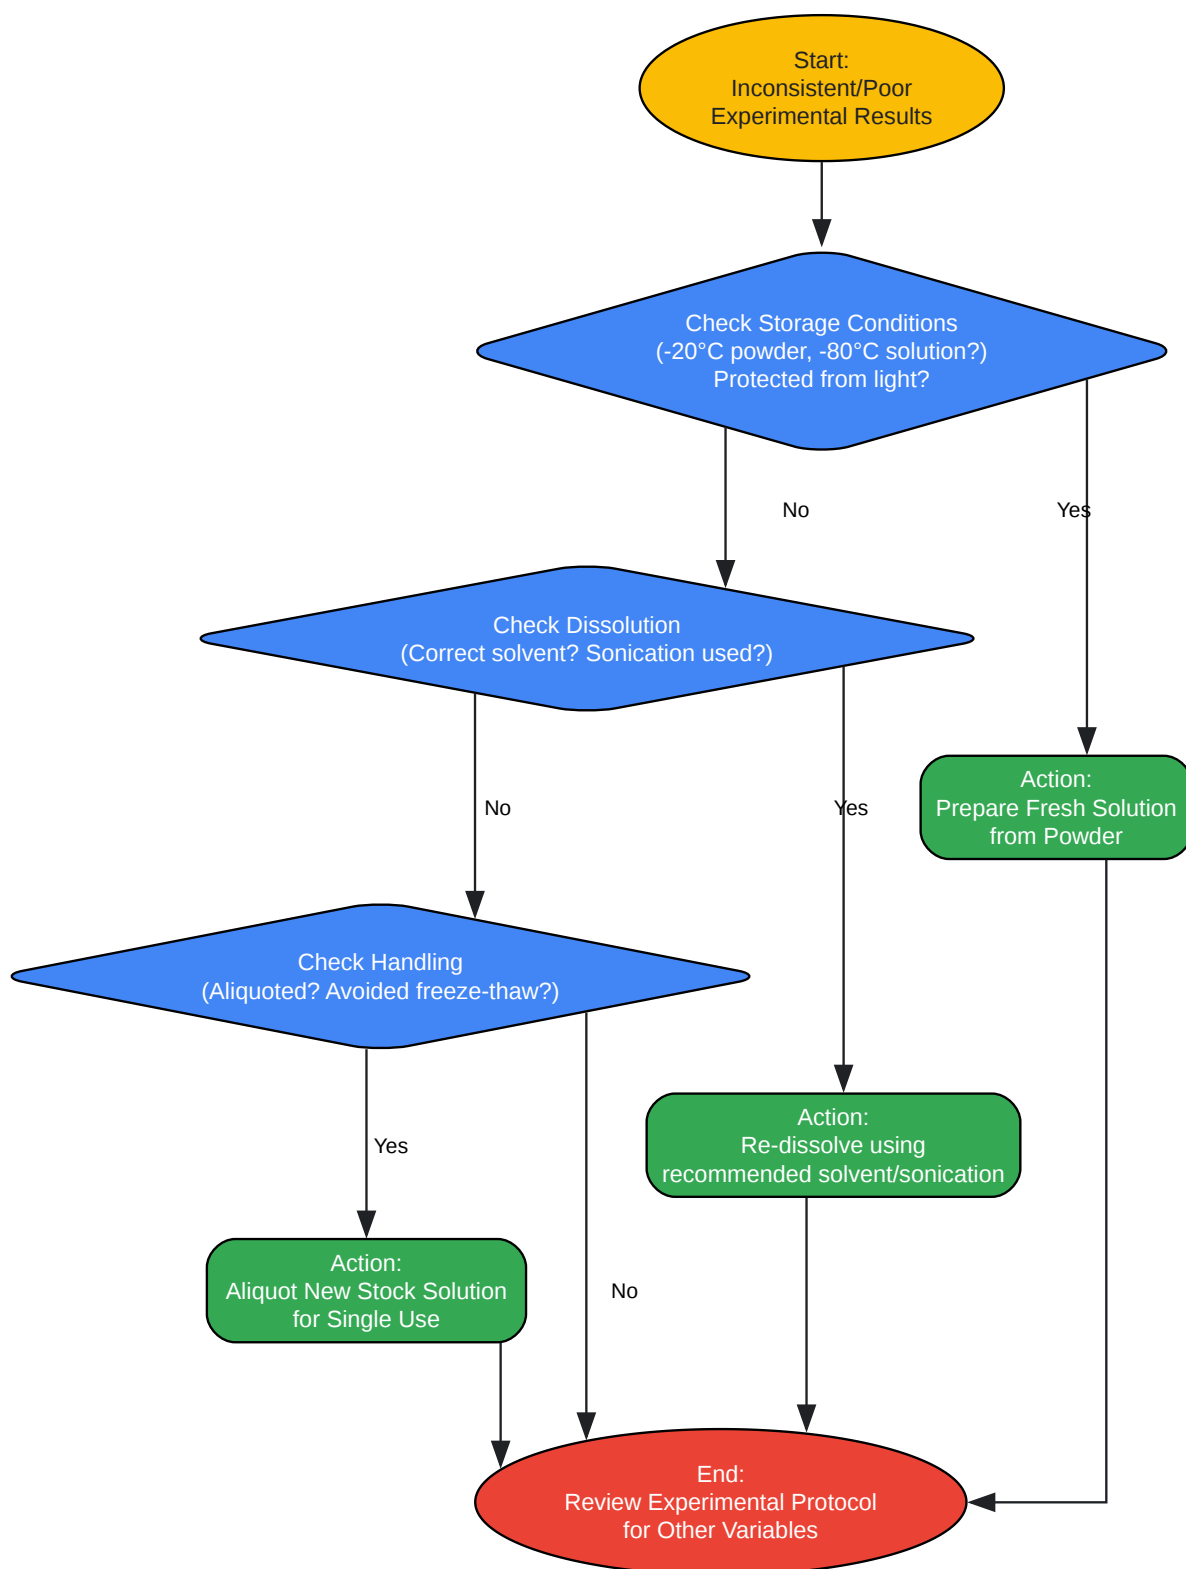 Start:
Inconsistent/Poor
Experimental Results
Check Storage Conditions
(-20°C powder, -80°C solution?)
Protected from light?
No
Yes
Check Dissolution
(Correct solvent? Sonication used?)
Action:
Prepare Fresh Solution
from Powder
No
Yes
Check Handling
(Aliquoted? Avoided freeze-thaw?)
Action:
Re-dissolve using
recommended solvent/sonication
Yes
Action:
Aliquot New Stock Solution
for Single Use
No
End:
Review Experimental Protocol
for Other Variables